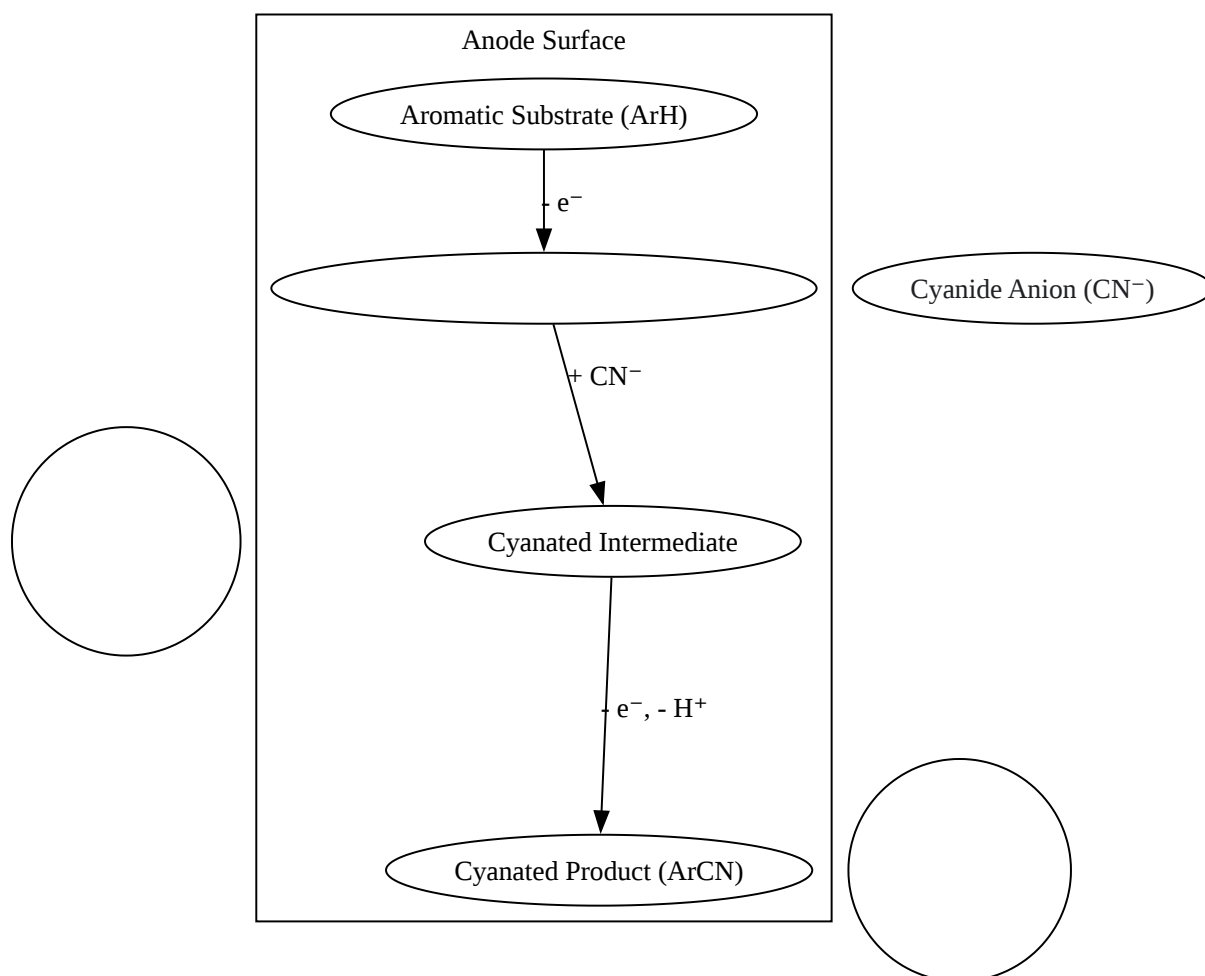 Anode Surface
Aromatic Substrate (ArH)
- e⁻
Cyanide Anion (CN⁻)
+ CN⁻
Cyanated Intermediate
- e⁻, - H⁺
Cyanated Product (ArCN)